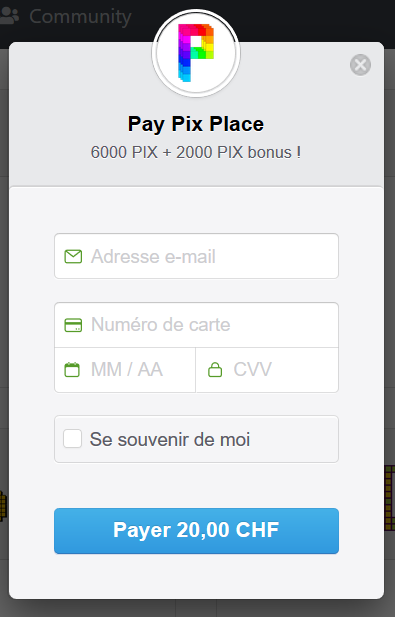 Community
Pay Pix Place
6000 PIX + 2000 PIX bonus !
Adresse e-mail
Numéro de carte
MM / AA CVV
Se souvenir de moi
Payer 20,00 CHF